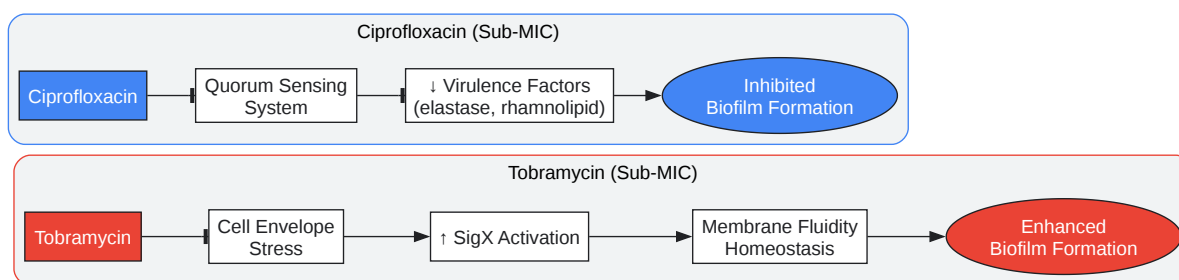 Ciprofloxacin (Sub-MIC)
Ciprofloxacin
Quorum Sensing
System
↓ Virulence Factors
(elastase, rhamnolipid)
Inhibited
Biofilm Formation
Tobramycin (Sub-MIC)
Tobramycin
Cell Envelope
Stress
↑ SigX Activation
Membrane Fluidity
Homeostasis
Enhanced
Biofilm Formation